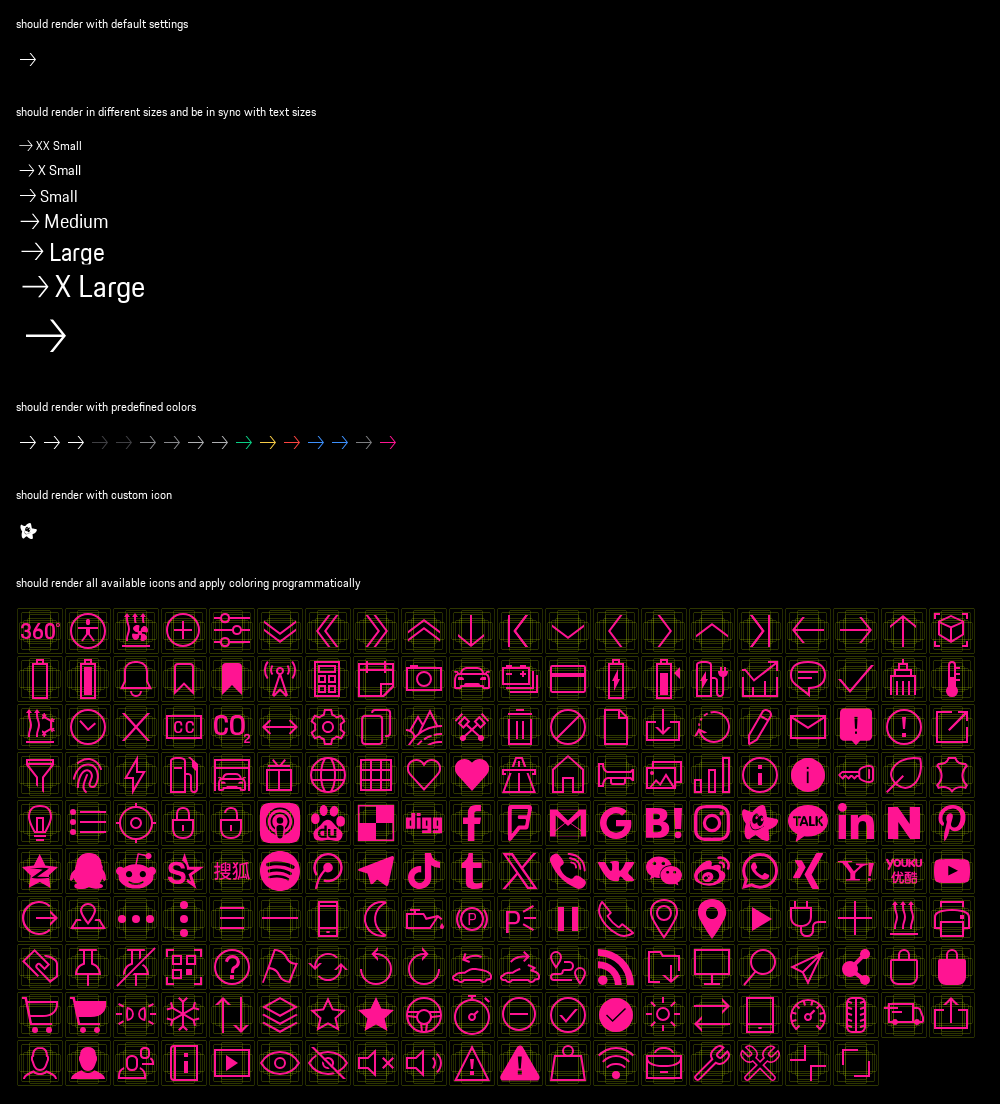 should render with default settings
should render in different sizes and be in sync with text sizes
XX Small
X Small
Small
Medium
Large
X Large
should render with predefined colors
should render with custom icon
should render all available icons and apply coloring programmatically
360°
CC CO2
du digg B! TALK in N
搜狐 Y! YOUKU
优酷
P P